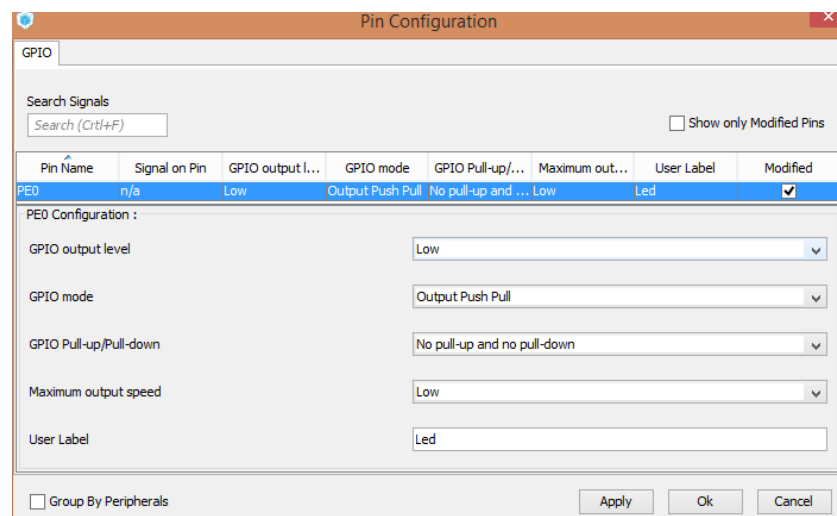 Pin Configuration
GPIO
Search Signals
Search (Crtl+F)
Show only Modified Pins
Pin Name Signal on Pin GPIO output l... GPIO mode GPIO Pull-up/... Maximum out... User Label Modified
PE0 n/a Low Output Push Pull No pull-up and ... Low Led
PE0 Configuration :
GPIO output level Low
GPIO mode Output Push Pull
GPIO Pull-up/Pull-down No pull-up and no pull-down
Maximum output speed Low
User Label Led
Group By Peripherals Apply Ok Cancel